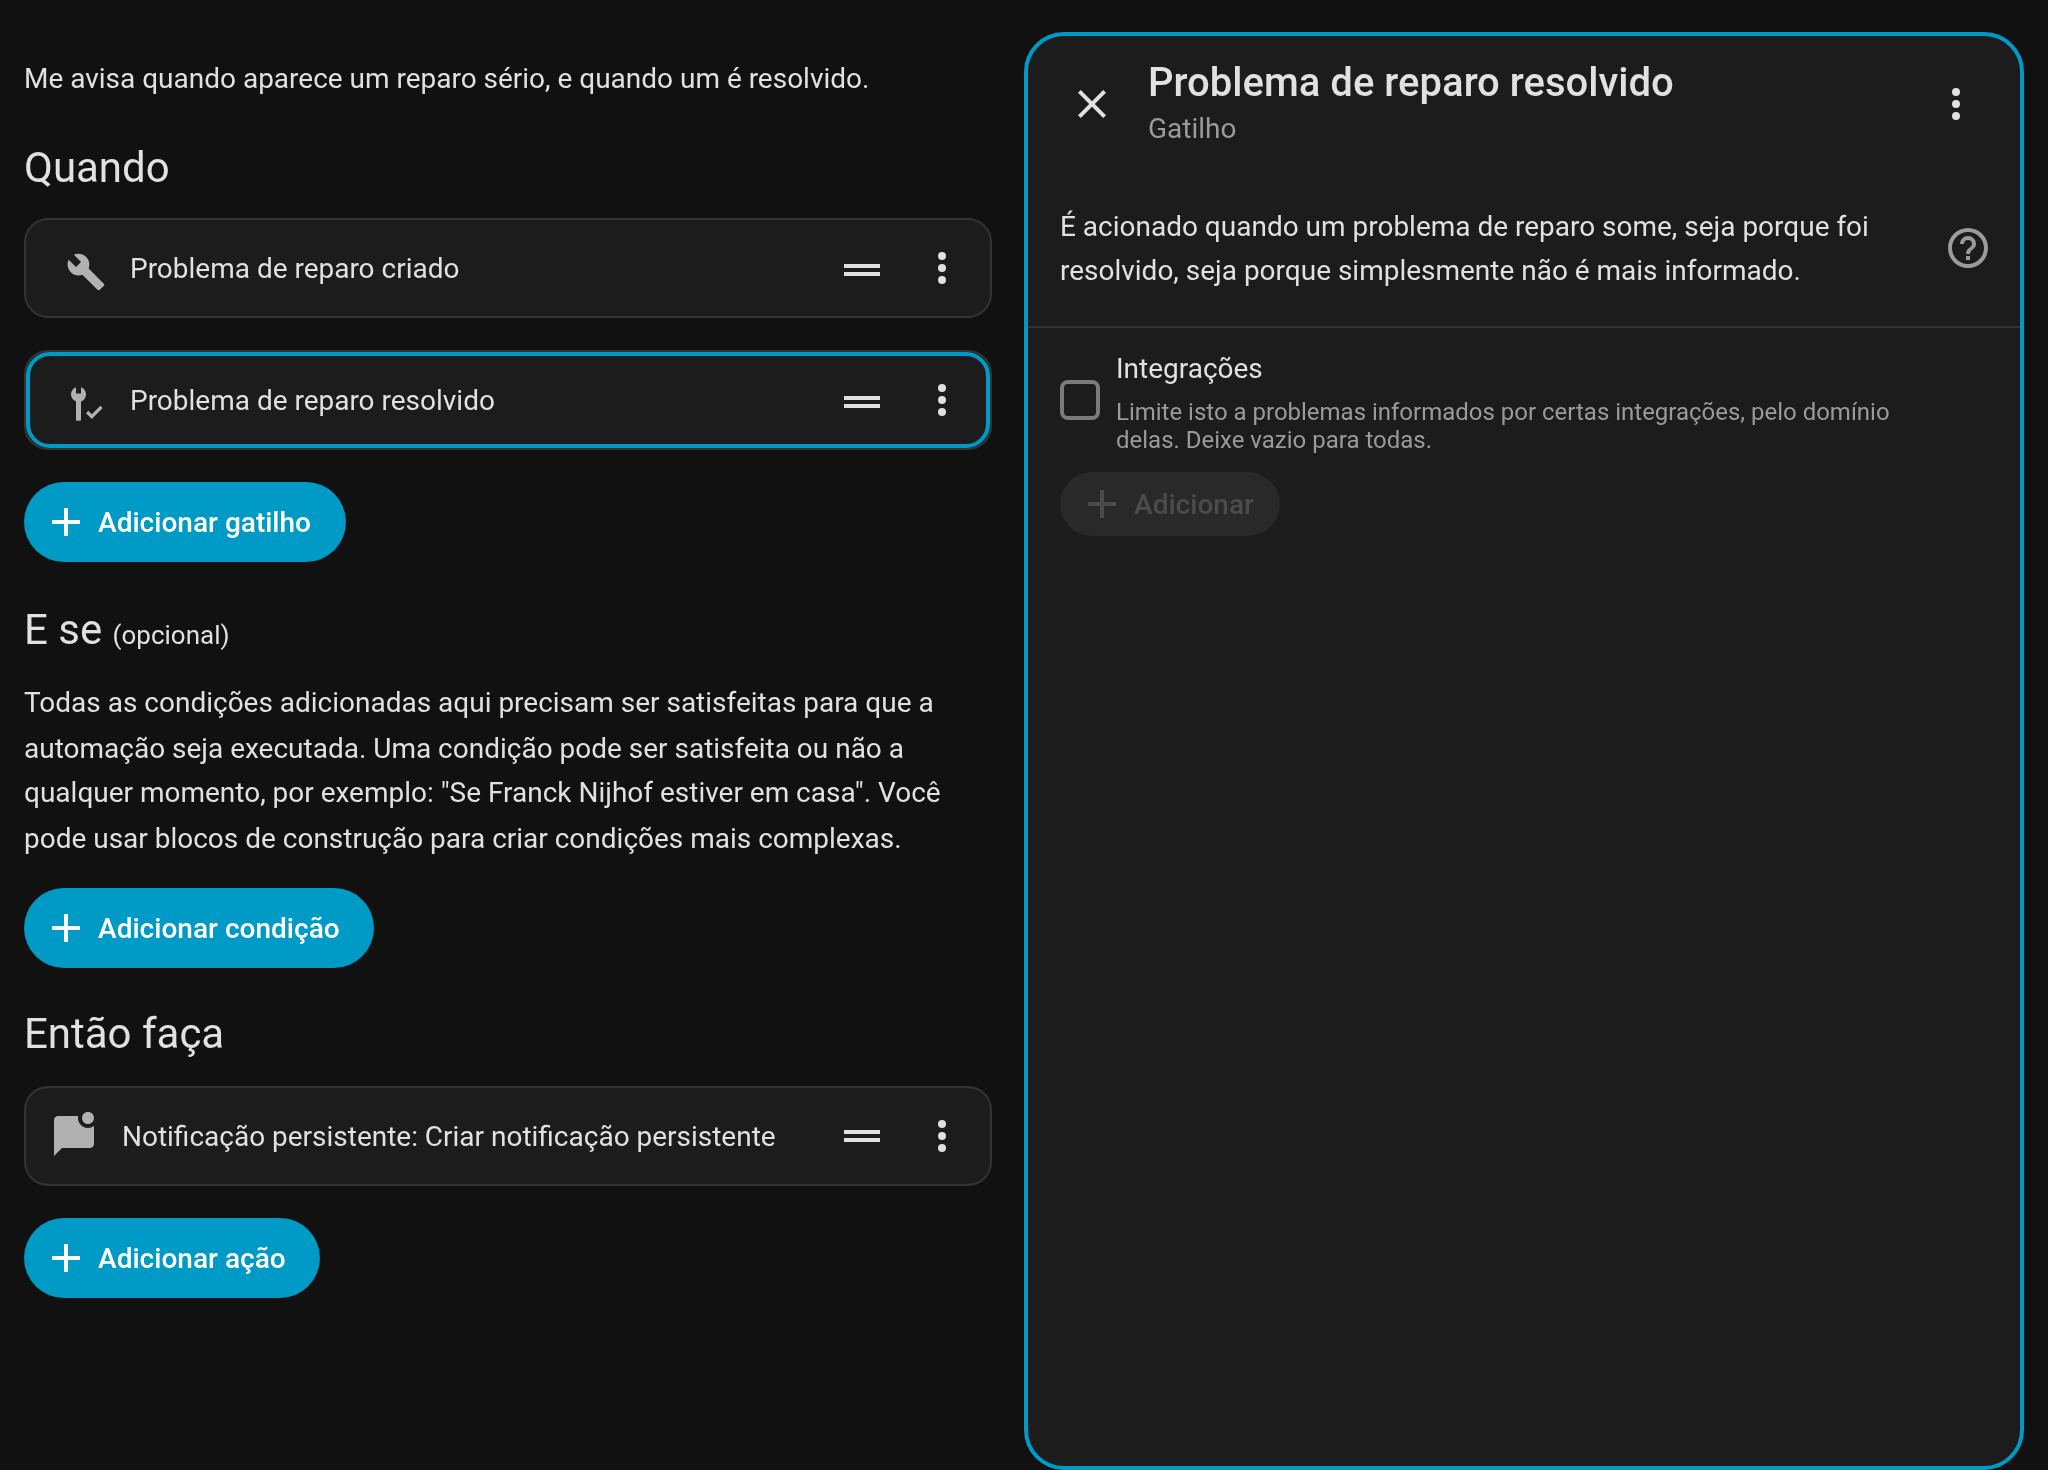 Me avisa quando aparece um reparo sério, e quando um é resolvido.
Quando
Problema de reparo criado
Problema de reparo resolvido
Adicionar gatilho
E se (opcional)
Todas as condições adicionadas aqui precisam ser satisfeitas para que a
automação seja executada. Uma condição pode ser satisfeita ou não a
qualquer momento, por exemplo: "Se Franck Nijhof estiver em casa". Você
pode usar blocos de construção para criar condições mais complexas.
Adicionar condição
Então faça
Notificação persistente: Criar notificação persistente
Adicionar ação
Problema de reparo resolvido
Gatilho
É acionado quando um problema de reparo some, seja porque foi
resolvido, seja porque simplesmente não é mais informado.
Integrações
Limite isto a problemas informados por certas integrações, pelo domínio
delas. Deixe vazio para todas.
Adicionar